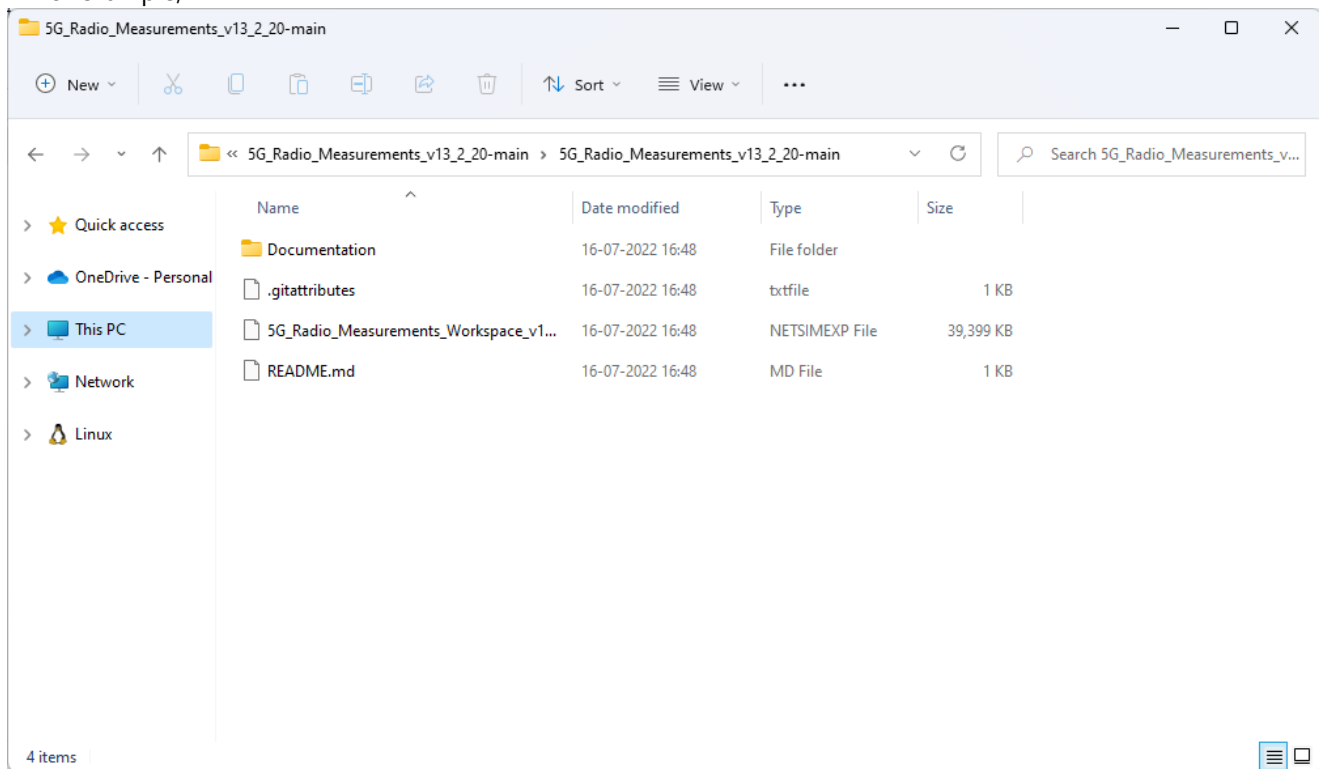 5G_Radio_Measurements_v13_2_20-main
New Sort View
« 5G_Radio_Measurements_v13_2_20-main > 5G_Radio_Measurements_v13_2_20-main Search 5G_Radio_Measurements_v...
Name Date modified Type Size
Quick access
Documentation 16-07-2022 16:48 File folder
OneDrive - Personal
.gitattributes 16-07-2022 16:48 txtfile 1 KB
This PC
5G_Radio_Measurements_Workspace_v1... 16-07-2022 16:48 NETSIMEXP File 39,399 KB
Network
README.md 16-07-2022 16:48 MD File 1 KB
Linux
4 items